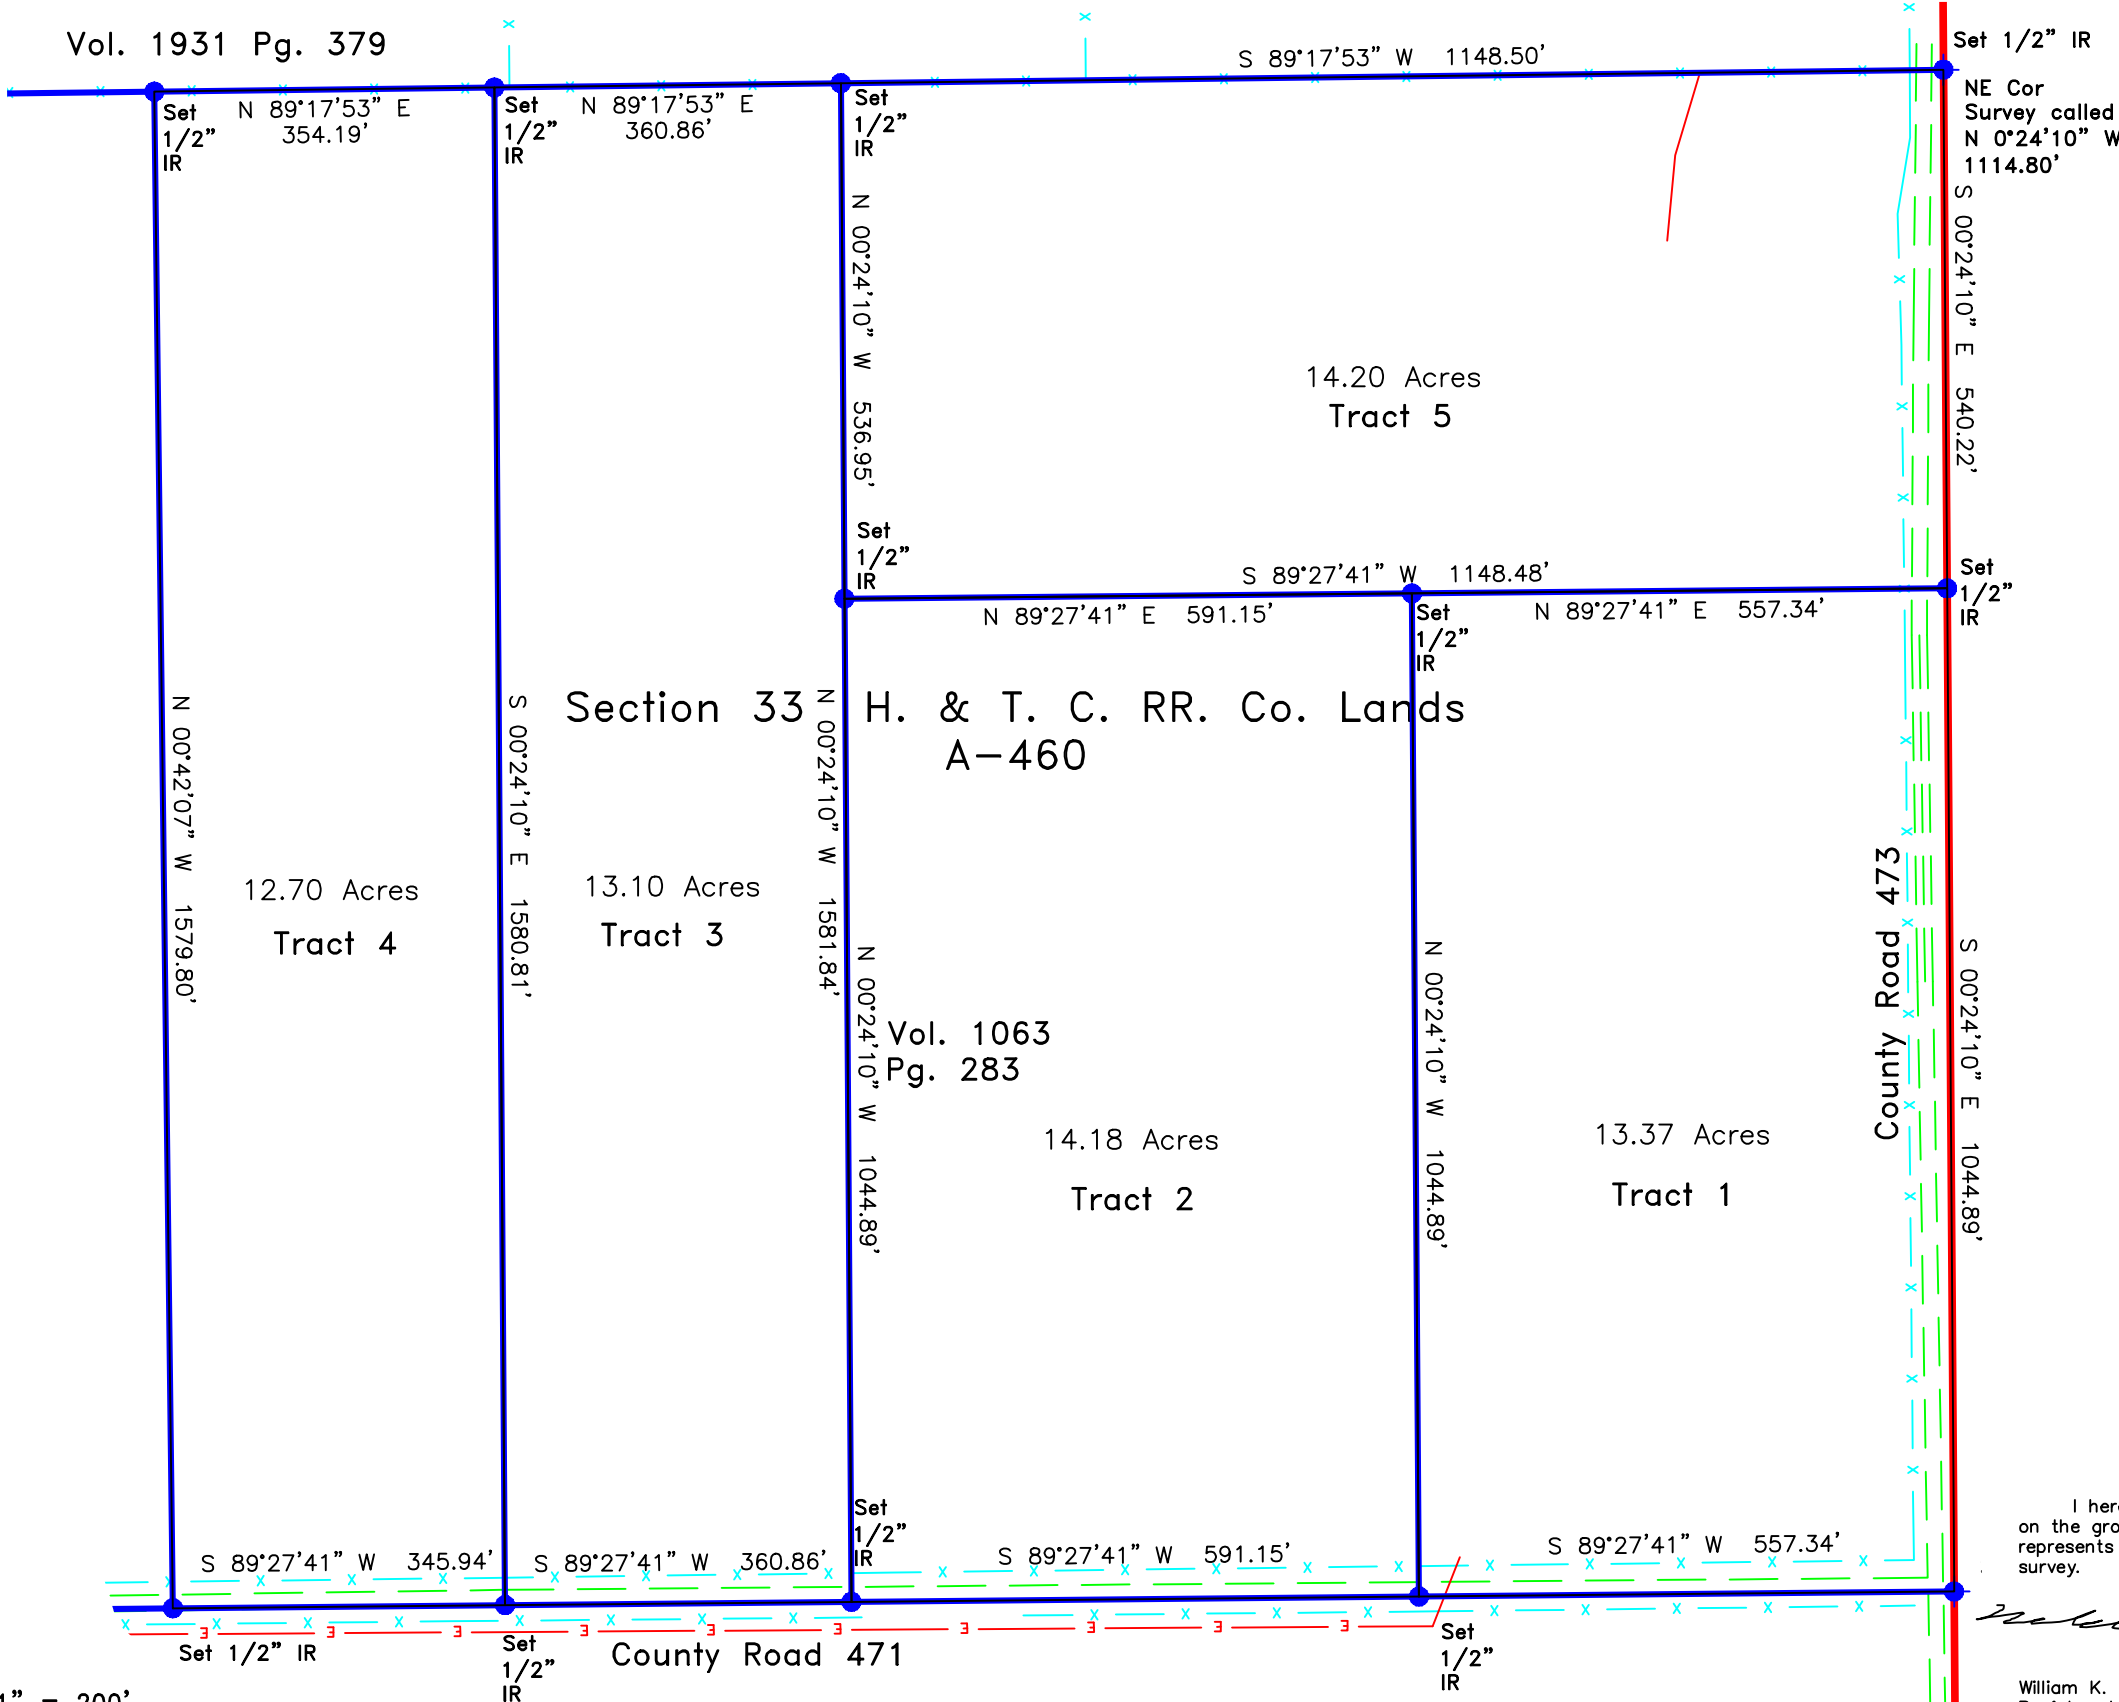 Vol. 1931 Pg. 379
S 89°17'53" W 1148.50'
Set 1/2" IR
NE Cor
Survey called
N 0°24'10" W
1114.80'
Set
1/2"
IR
N 89°17'53" E
354.19'
Set
1/2"
IR
N 89°17'53" E
360.86'
Set
1/2"
IR
N 00°24'10" W 536.95'
S 00°24'10" E 540.22'
14.20 Acres
Tract 5
Set
1/2"
IR
S 89°27'41" W 1148.48'
N 89°27'41" E 591.15'
Set
1/2"
IR
N 89°27'41" E 557.34'
Set
1/2"
IR
Section 33 H. & T. C. RR. Co. Lands
A-460
N 00°42'07" W 1579.80'
S 00°24'10" E 1580.81'
N 00°24'10" W 1581.84'
12.70 Acres
Tract 4
13.10 Acres
Tract 3
N 00°24'10" W 1044.89'
Vol. 1063
Pg. 283
N 00°24'10" W 1044.89'
County Road 473
S 00°24'10" E 1044.89'
14.18 Acres
Tract 2
13.37 Acres
Tract 1
Set
1/2"
IR
S 89°27'41" W 345.94'
S 89°27'41" W 360.86'
S 89°27'41" W 591.15'
S 89°27'41" W 557.34'
I here
on the gro
represents
survey.
E E E E E E E E E E
Set 1/2" IR
Set
1/2"
IR
County Road 471
Set
1/2"
IR
William K.
1" = 200'